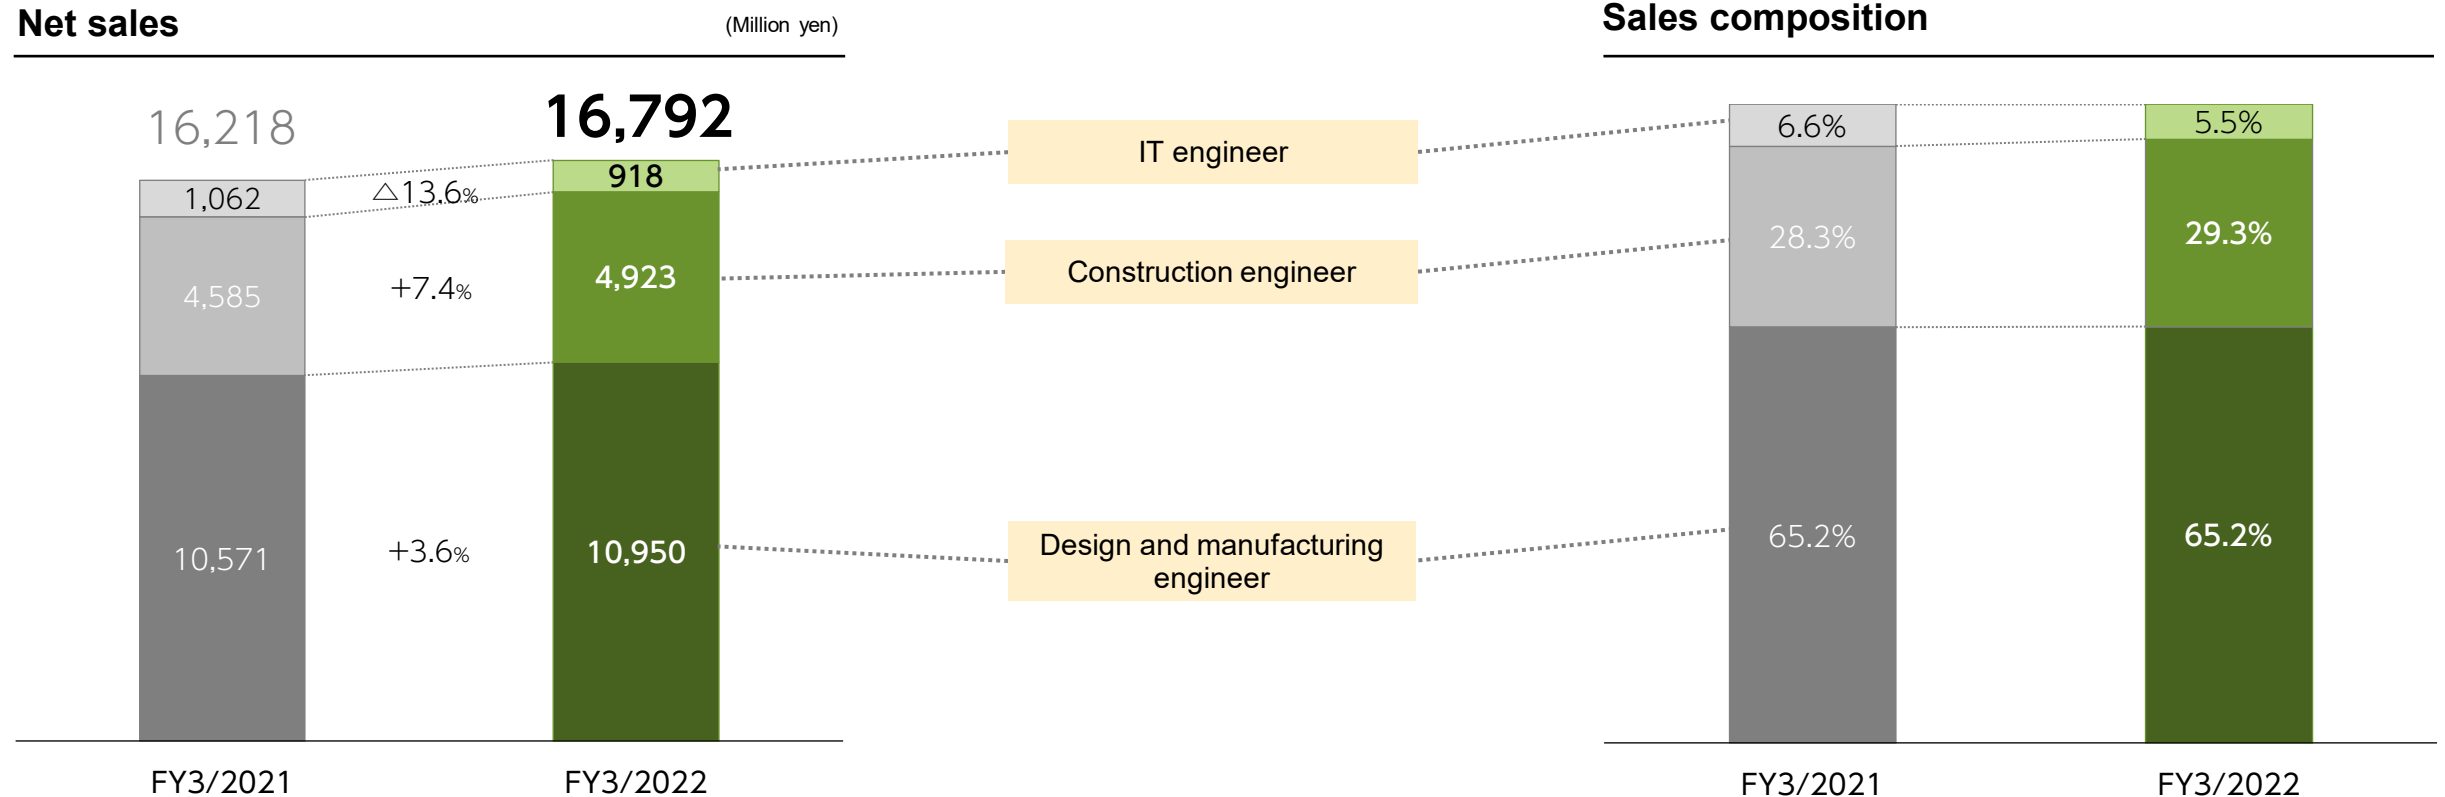 Net sales
(Million yen)
16,218
16,792
1,062
△13.6%
918
4,585
+7.4%
4,923
10,571
+3.6%
10,950
FY3/2021
FY3/2022
IT engineer
Construction engineer
Design and manufacturing
engineer
Sales composition
6.6%
5.5%
28.3%
29.3%
65.2%
65.2%
FY3/2021
FY3/2022